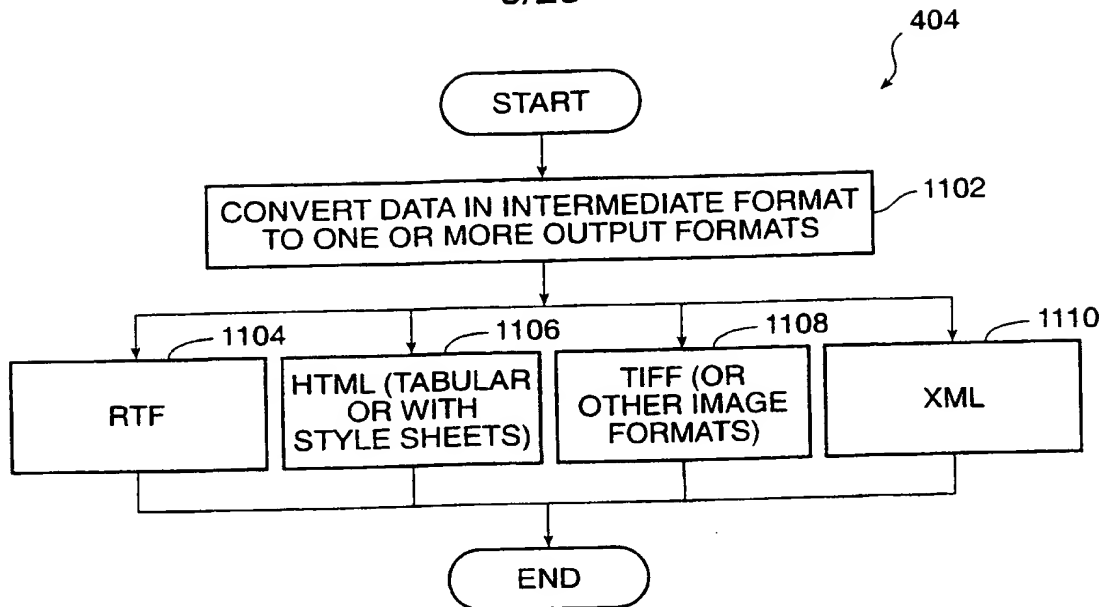 404
START
1102
CONVERT DATA IN INTERMEDIATE FORMAT
TO ONE OR MORE OUTPUT FORMATS
1104
1106
1108
1110
RTF
HTML (TABULAR
OR WITH
STYLE SHEETS)
TIFF (OR
OTHER IMAGE
FORMATS)
XML
END